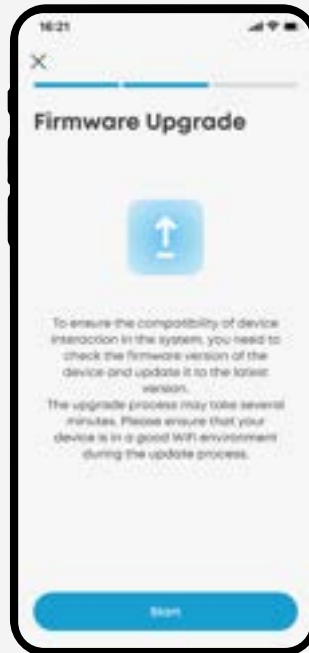 16:21
Firmware Upgrade
To ensure the compatibility of device
interaction in the system, you need to
check the firmware version of the
device and update it to the latest
version.
The upgrade process may take several
minutes. Please ensure that your
device is in a good WiFi environment
during the update process.
Start